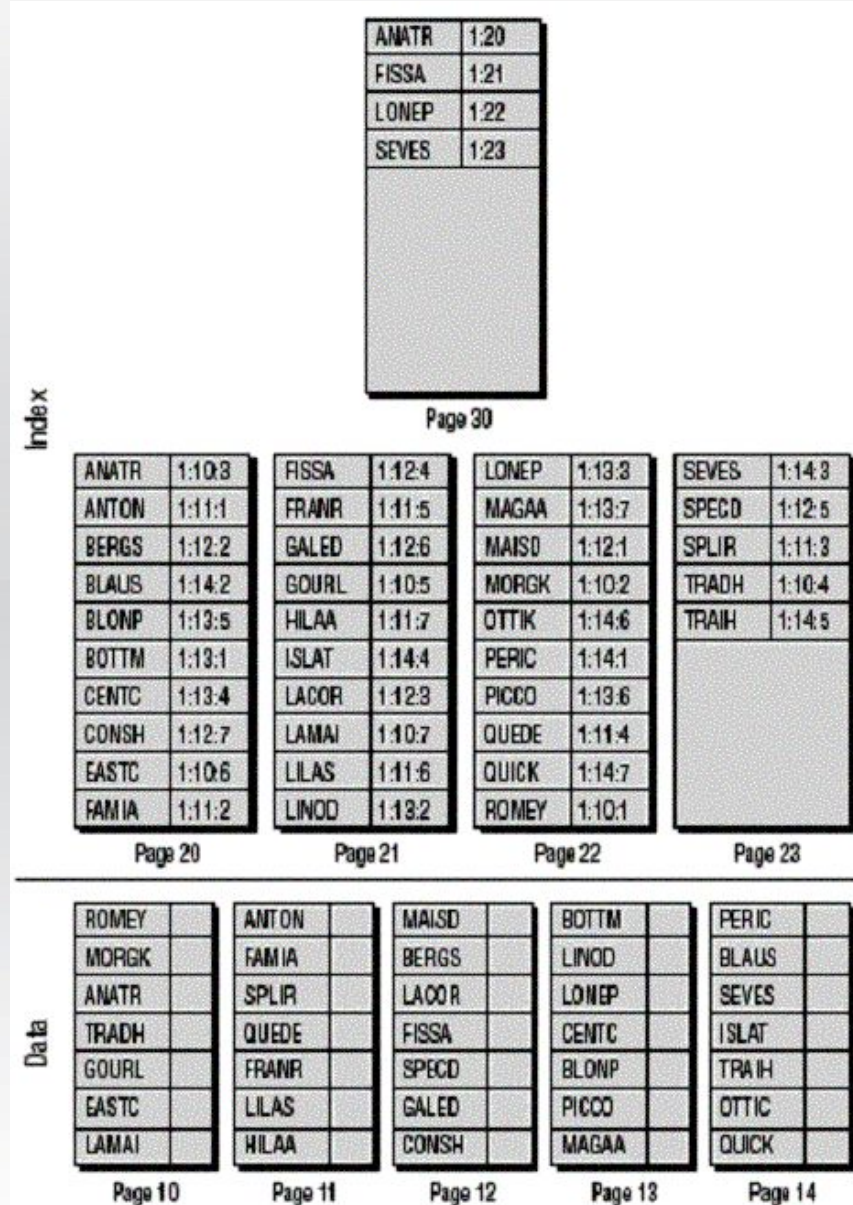 ANATR 1:20
FISSA 1:21
LONEP 1:22
SEVES 1:23
Page 30
Index
ANATR 1:10:3 FISSA 1:12:4 LONEP 1:13:3 SEVES 1:14:3
ANTON 1:11:1 FRANR 1:11:5 MAGAA 1:13:7 SPECD 1:12:5
BERGS 1:12:2 GALED 1:12:6 MAISD 1:12:1 SPLIR 1:11:3
BLAUS 1:14:2 GOURL 1:10:5 MORGK 1:10:2 TRADH 1:10:4
BLONP 1:13:5 HILAA 1:11:7 OTTIK 1:14:6 TRAIH 1:14:5
BOTTM 1:13:1 ISLAT 1:14:4 PERIC 1:14:1
CENTC 1:13:4 LACOR 1:12:3 PICCO 1:13:6
CONSH 1:12:7 LAMAI 1:10:7 QUEDE 1:11:4
EASTC 1:10:6 LILAS 1:11:6 QUICK 1:14:7
FAMIA 1:11:2 LINOD 1:13:2 ROMEY 1:10:1
Page 20 Page 21 Page 22 Page 23
Data
ROMEY ANTON MAISD BOTTM PERIC
MORGK FAMIA BERGS LINOD BLAUS
ANATR SPLIR LACOR LONEP SEVES
TRADH QUEDE FISSA CENTC ISLAT
GOURL FRANR SPECD BLONP TRAIH
EASTC LILAS GALED PICCO OTTIC
LAMAI HILAA CONSH MAGAA QUICK
Page 10 Page 11 Page 12 Page 13 Page 14